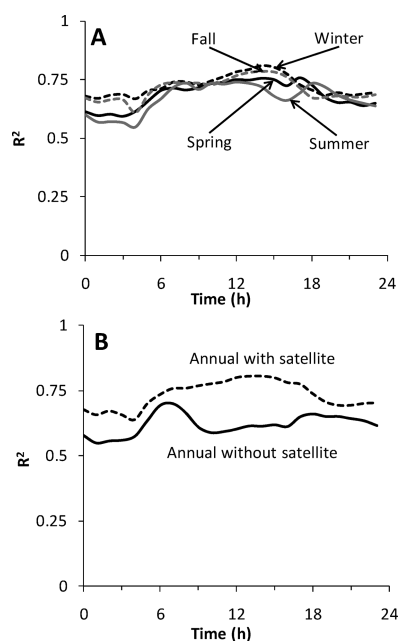 A
Fall
Winter
Spring
Summer
R²
1
0.75
0.5
0.25
0
0
6
12
18
24
Time (h)
B
Annual with satellite
Annual without satellite
R²
1
0.75
0.5
0.25
0
0
6
12
18
24
Time (h)